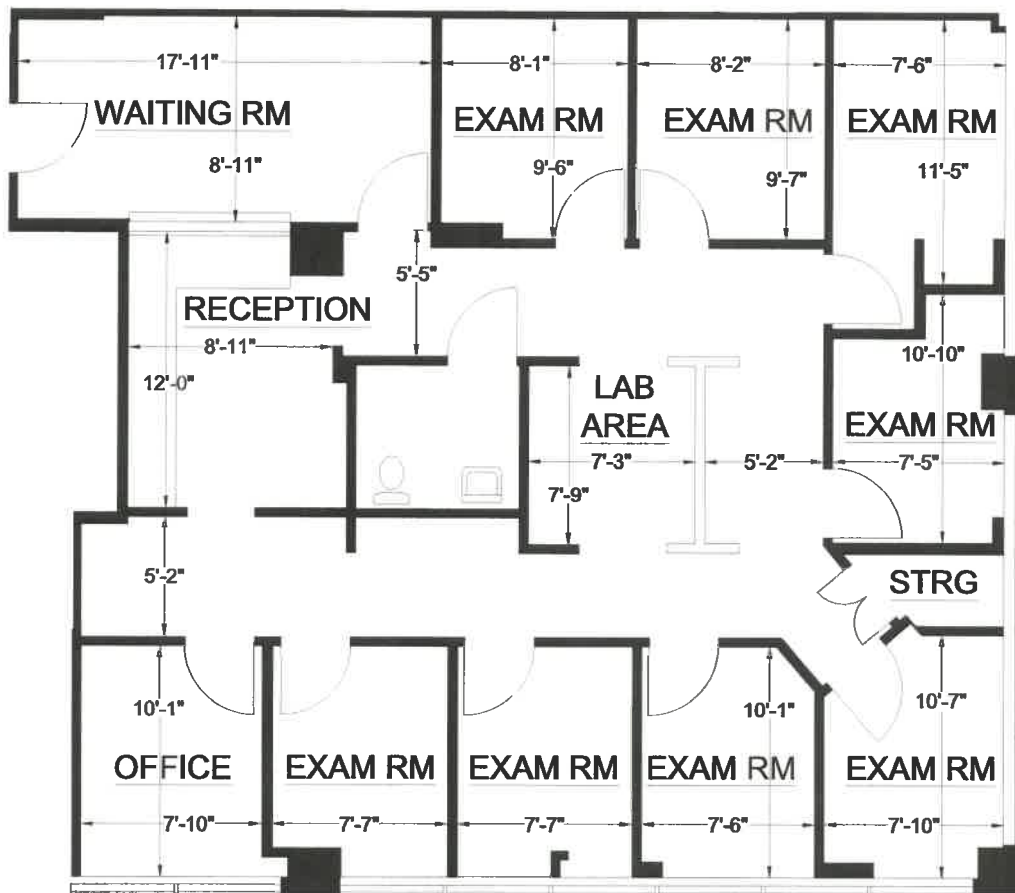 17'-11"
8'-1"
8'-2"
7'-6"
WAITING RM
EXAM RM
EXAM RM
EXAM RM
8'-11"
9'-6"
9'-7"
11'-5"
5'-5"
RECEPTION
8'-11"
12'-0"
10'-10"
LAB
AREA
EXAM RM
7'-3"
5'-2"
7'-5"
7'-9"
5'-2"
STRG
10'-1"
10'-1"
10'-7"
OFFICE
EXAM RM
EXAM RM
EXAM RM
EXAM RM
7'-10"
7'-7"
7'-7"
7'-6"
7'-10"